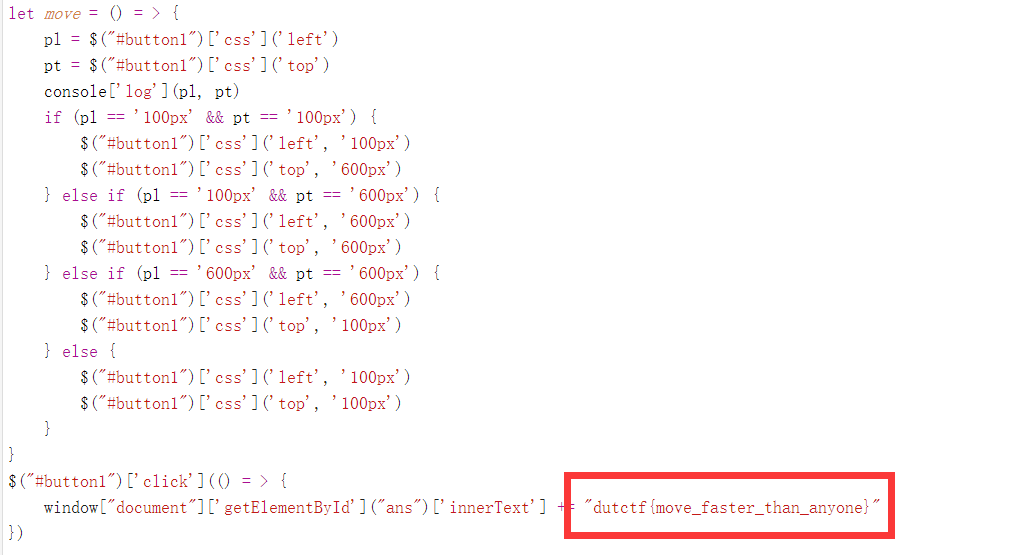 let move = () = > {
pl = $("#button1")['css']('left')
pt = $("#button1")['css']('top')
console['log'](pl, pt)
if (pl == '100px' && pt == '100px') {
$("#button1")['css']('left', '100px')
$("#button1")['css']('top', '600px')
} else if (pl == '100px' && pt == '600px') {
$("#button1")['css']('left', '600px')
$("#button1")['css']('top', '600px')
} else if (pl == '600px' && pt == '600px') {
$("#button1")['css']('left', '600px')
$("#button1")['css']('top', '100px')
} else {
$("#button1")['css']('left', '100px')
$("#button1")['css']('top', '100px')
}
}
$("#button1")['click'](() = > {
window["document"]['getElementById']("ans")['innerText'] += "dutctf{move_faster_than_anyone}"
})